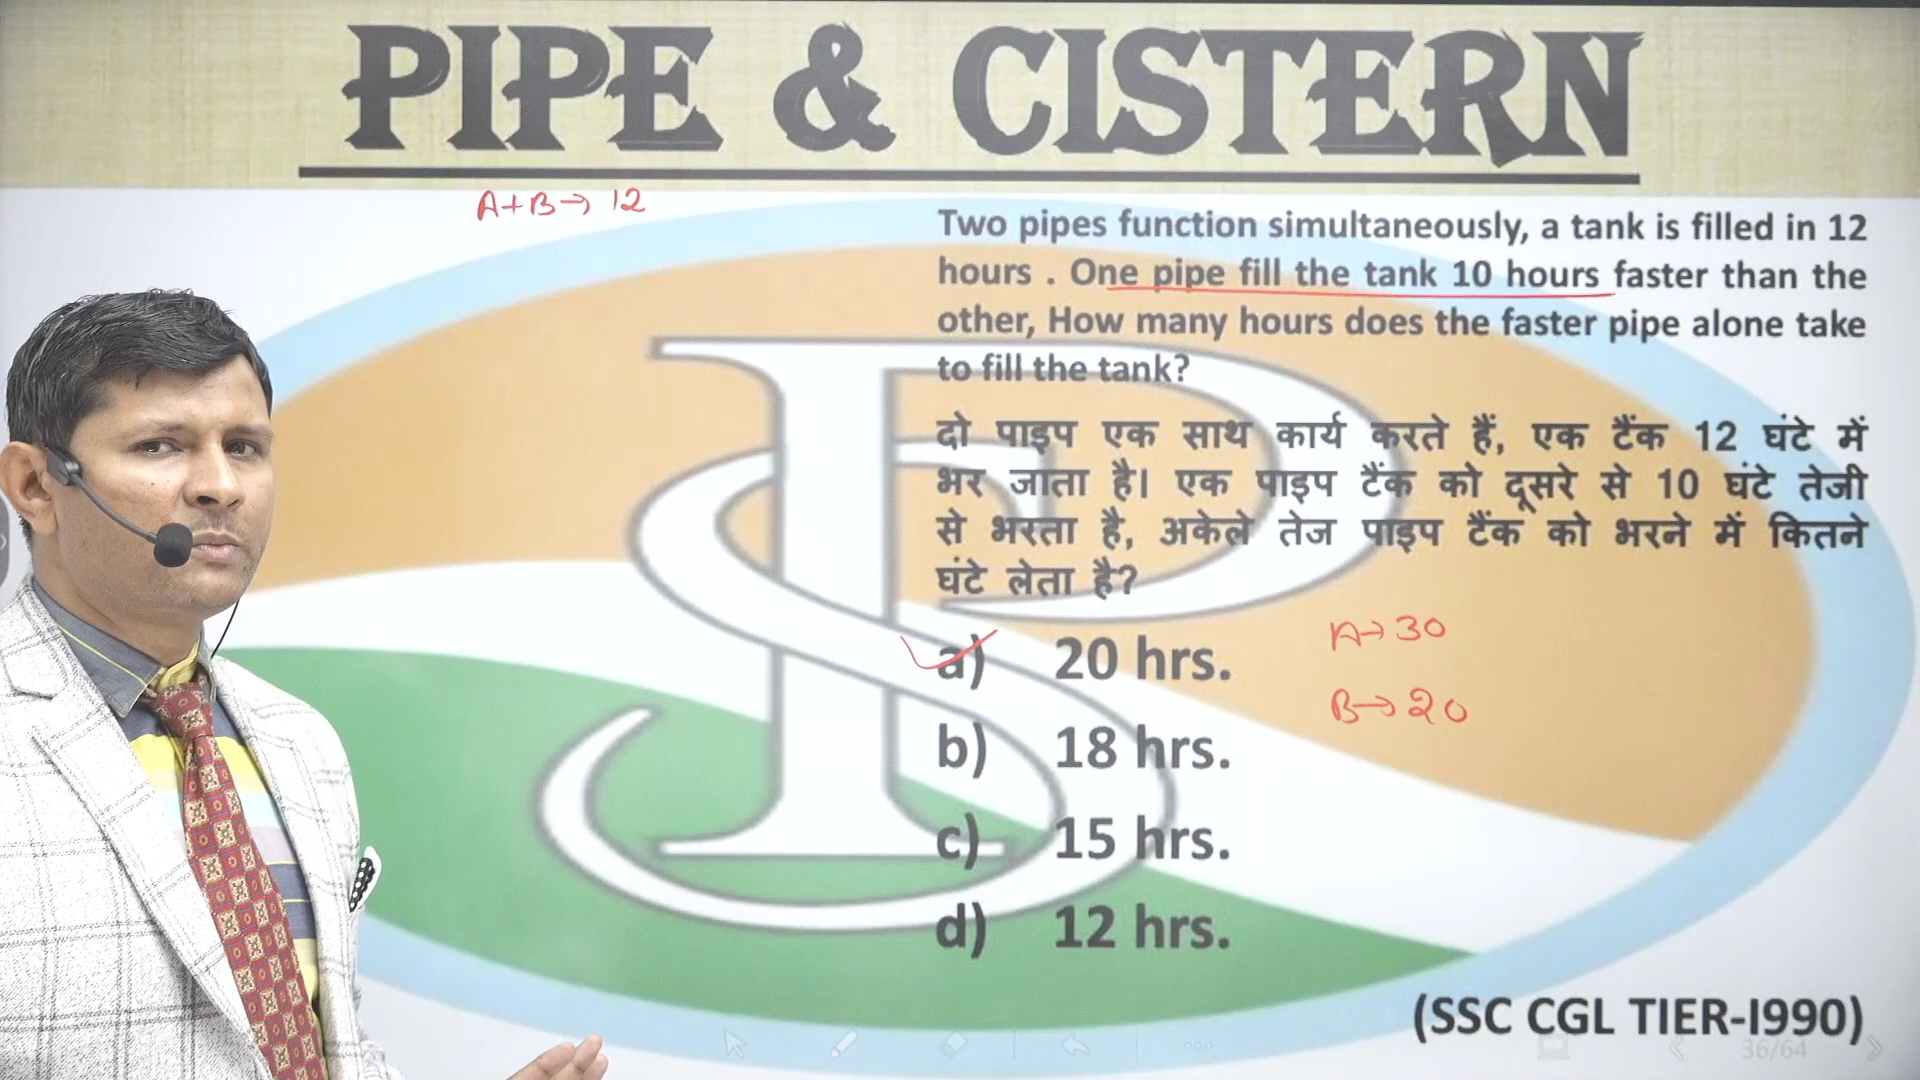 PIPE & CISTERN
A+B→ 12
Two pipes function simultaneously, a tank is filled in 12
hours . One pipe fill the tank 10 hours faster than the
other, How many hours does the faster pipe alone take
to fill the tank?
दो पाइप एक साथ कार्य करते हैं, एक टैंक 12 घंटे में
भर जाता है। एक पाइप टैंक को दूसरे से 10 घंटे तेजी
से भरता है, अकेले तेज पाइप टैंक को भरने में कितने
घंटे लेता है?
a) 20 hrs.
A→30
B→20
b) 18 hrs.
c) 15 hrs.
d) 12 hrs.
(SSC CGL TIER-I990)
36/64